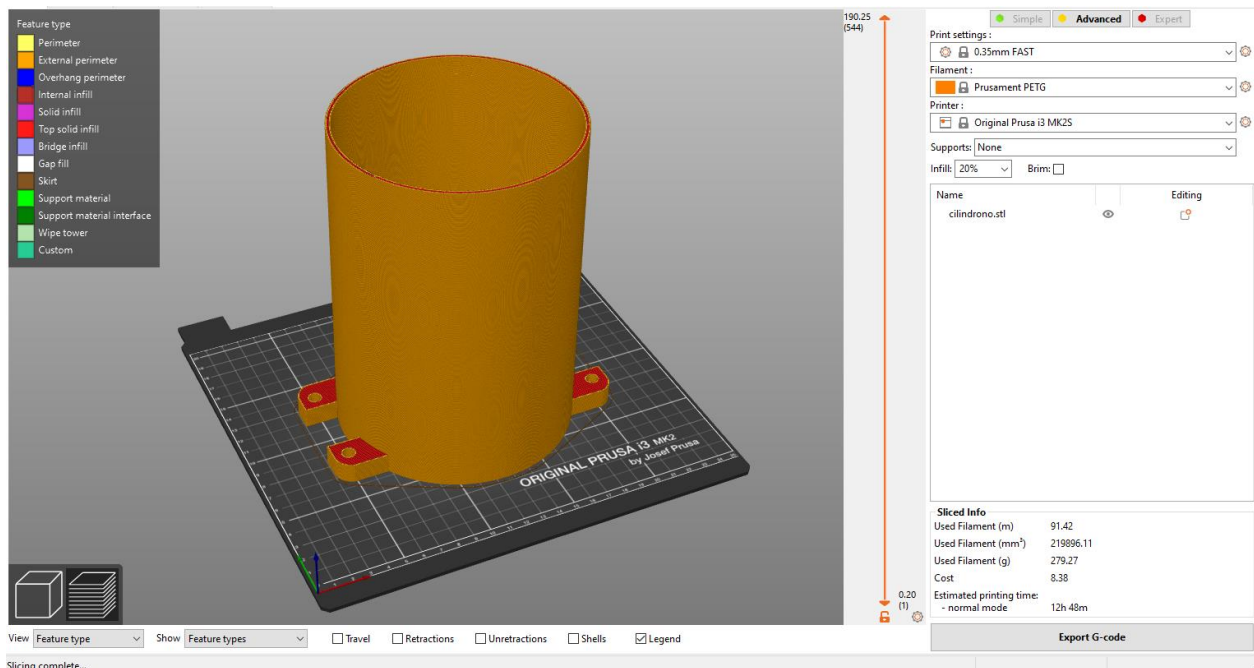 Feature type
Perimeter
External perimeter
Overhang perimeter
Internal infill
Solid infill
Top solid infill
Bridge infill
Gap fill
Skirt
Support material
Support material interface
Wipe tower
Custom
ORIGINAL PRUSA i3 MK2
by Josef Prusa
190.25
(544)
0.20
(1)
Simple Advanced Expert
Print settings :
0.35mm FAST
Filament :
Prusament PETG
Printer :
Original Prusa i3 MK2S
Supports: None
Infill: 20% Brim:
Name Editing
cilindrono.stl
Sliced Info
Used Filament (m) 91.42
Used Filament (mm³) 219896.11
Used Filament (g) 279.27
Cost 8.38
Estimated printing time:
- normal mode 12h 48m
View Feature type Show Feature types Travel Retractions Unretractions Shells Legend
Export G-code
Slicing complete...